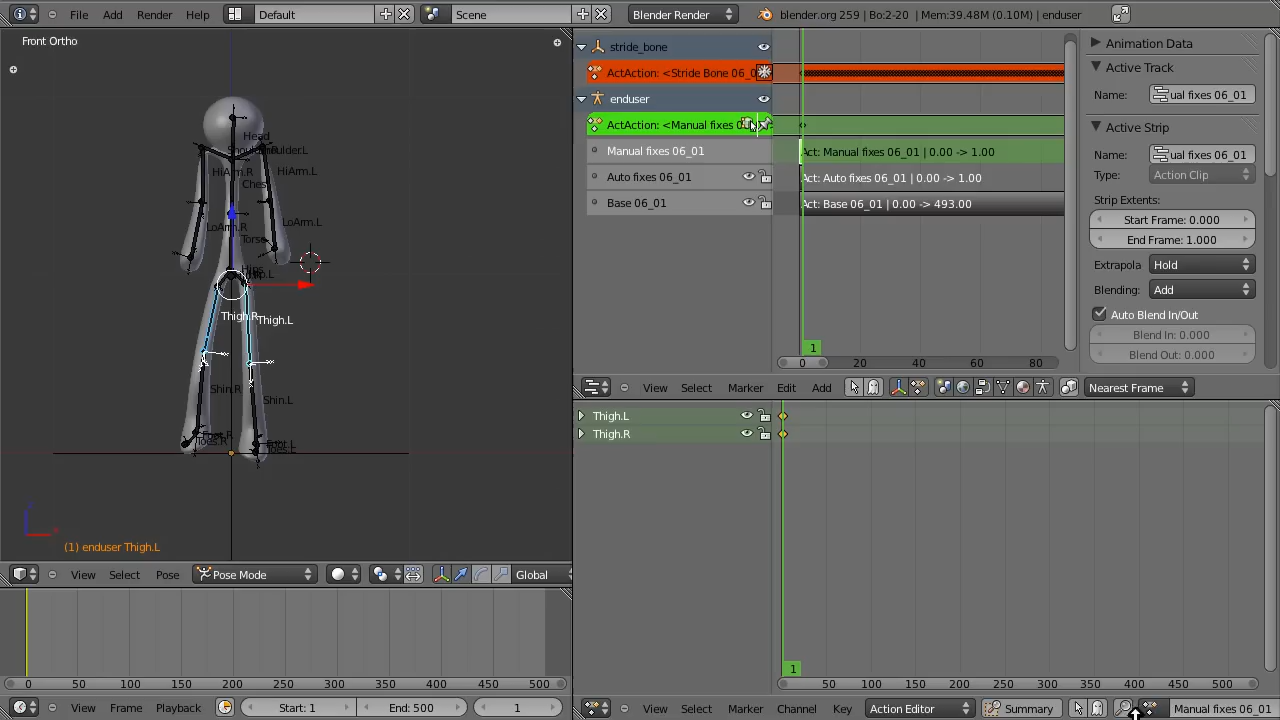 File Add Render Help Default Scene Blender Render blender.org 259 | Bo:2-20 | Mem:39.48M (0.10M) | enduser
Front Ortho
Head
HiArm.R
HiArm.L
LoArm.R
LoArm.L
Thigh.R
Thigh.L
Shin.R
Shin.L
(1) enduser Thigh.L
View Select Pose Pose Mode Global
0 50 100 150 200 250 300 350 400 450 500
View Frame Playback Start: 1 End: 500 1
stride_bone
ActAction: <Stride Bone 06_0
enduser
ActAction: <Manual fixes 0
Manual fixes 06_01 Act: Manual fixes 06_01 | 0.00 -> 1.00
Auto fixes 06_01 Act: Auto fixes 06_01 | 0.00 -> 1.00
Base 06_01 Act: Base 06_01 | 0.00 -> 493.00
1
0 20 40 60 80
Animation Data
Active Track
Name: ual fixes 06_01
Active Strip
Name: ual fixes 06_01
Type: Action Clip
Strip Extents:
Start Frame: 0.000
End Frame: 1.000
Extrapola Hold
Blending: Add
Auto Blend In/Out
Blend In: 0.000
Blend Out: 0.000
View Select Marker Edit Add Nearest Frame
Thigh.L
Thigh.R
1
50 100 150 200 250 300 350 400 450 500
View Select Marker Channel Key Action Editor Summary Manual fixes 06_01